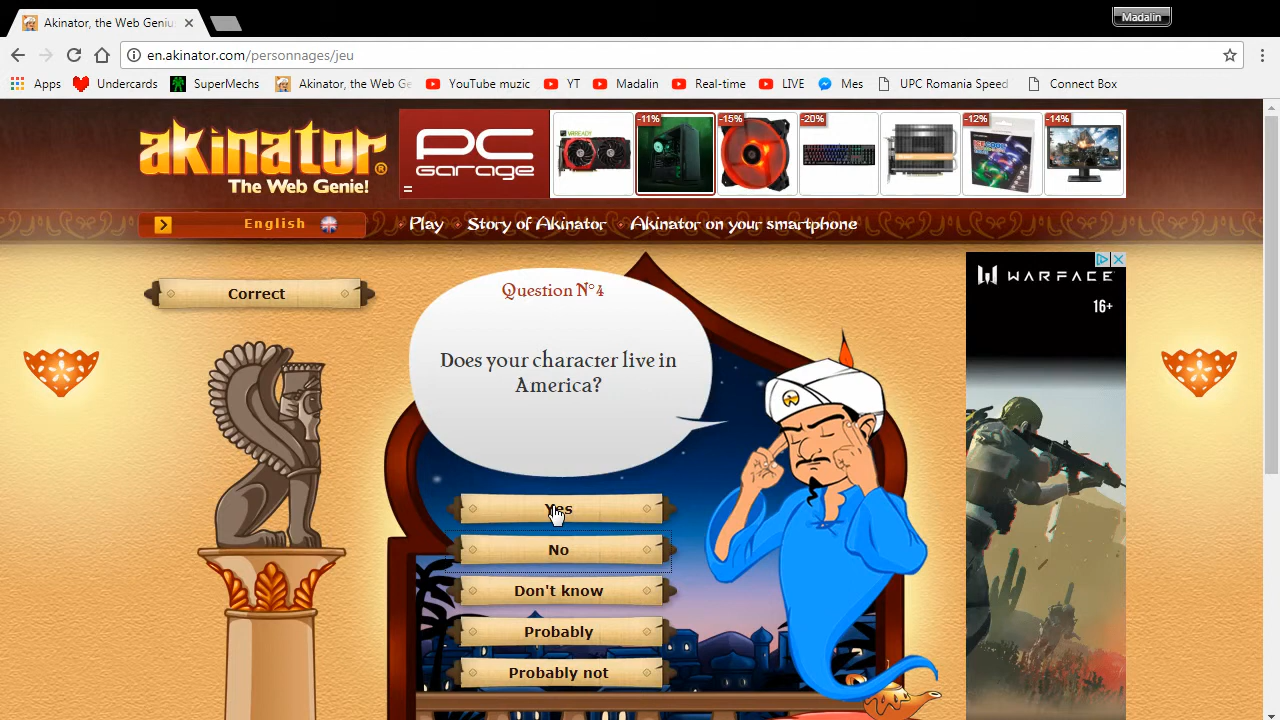 Madalin
Akinator, the Web Genius
en.akinator.com/personnages/jeu
Apps Undercards SuperMechs Akinator, the Web Ge YouTube muzic YT Madalin Real-time LIVE Mes UPC Romania Speed Connect Box
akinator®
The Web Genie!
PC
GARAGE
-11% -15% -20% -12% -14%
English Play Story of Akinator Akinator on your smartphone
Correct
Question N°4
Does your character live in
America?
Yes
No
Don't know
Probably
Probably not
WARFACE
16+